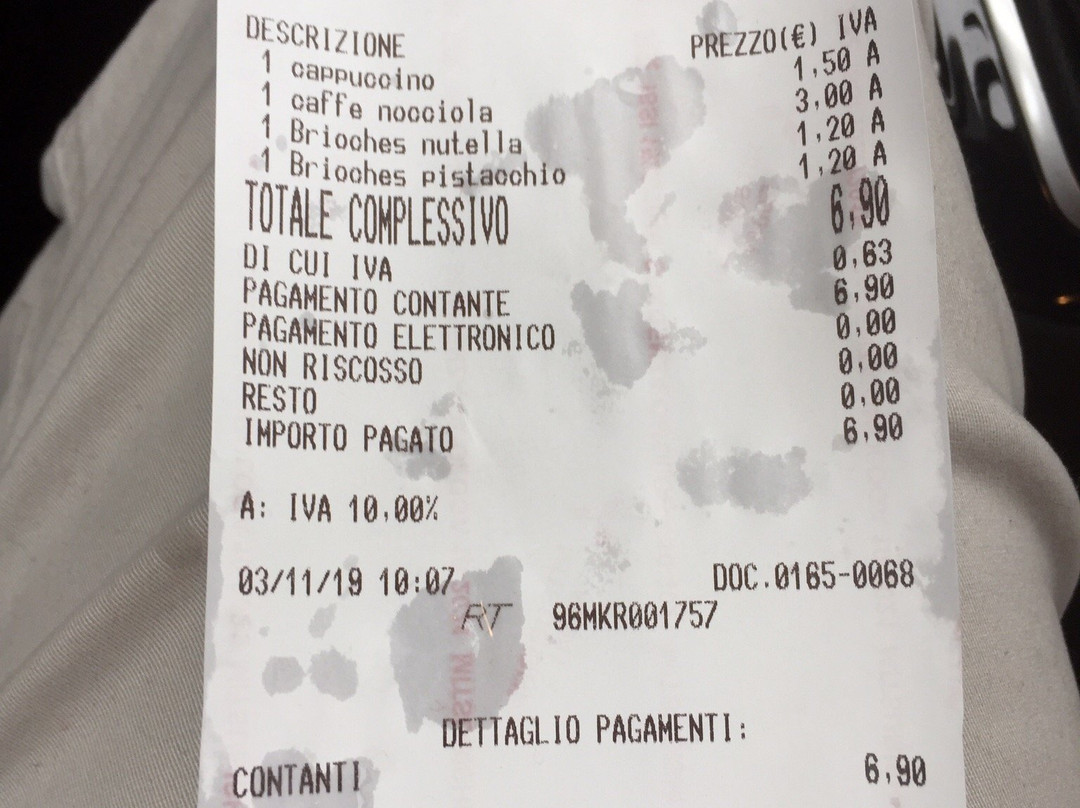 DESCRIZIONE PREZZO(€) IVA
1 cappuccino 1,50 A
1 caffe nocciola 3,00 A
1 Brioches nutella 1,20 A
1 Brioches pistacchio 1,20 A
TOTALE COMPLESSIVO 6,90
DI CUI IVA 0,63
PAGAMENTO CONTANTE 6,90
PAGAMENTO ELETTRONICO 0,00
NON RISCOSSO 0,00
RESTO 0,00
IMPORTO PAGATO 6,90
A: IVA 10,00%
03/11/19 10:07 DOC.0165-0068
RT 96MKR001757
DETTAGLIO PAGAMENTI:
CONTANTI 6,90